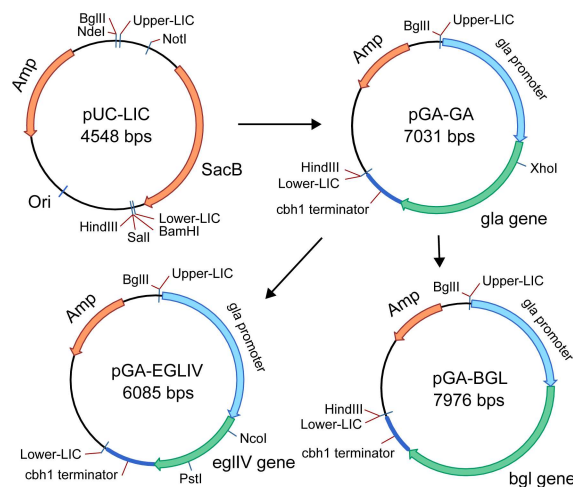 BglII
Upper-LIC
NdeI
NotI
Amp
pUC-LIC
4548 bps
SacB
Ori
Lower-LIC
HindIII
BamHI
SalI
BglII
Upper-LIC
Amp
gla promoter
pGA-GA
7031 bps
HindIII
Lower-LIC
XhoI
cbh1 terminator
gla gene
BglII
Upper-LIC
Amp
gla promoter
pGA-EGLIV
6085 bps
NcoI
Lower-LIC
eglIV gene
cbh1 terminator
PstI
BglII
Upper-LIC
Amp
gla promoter
pGA-BGL
7976 bps
HindIII
Lower-LIC
cbh1 terminator
bgl gene